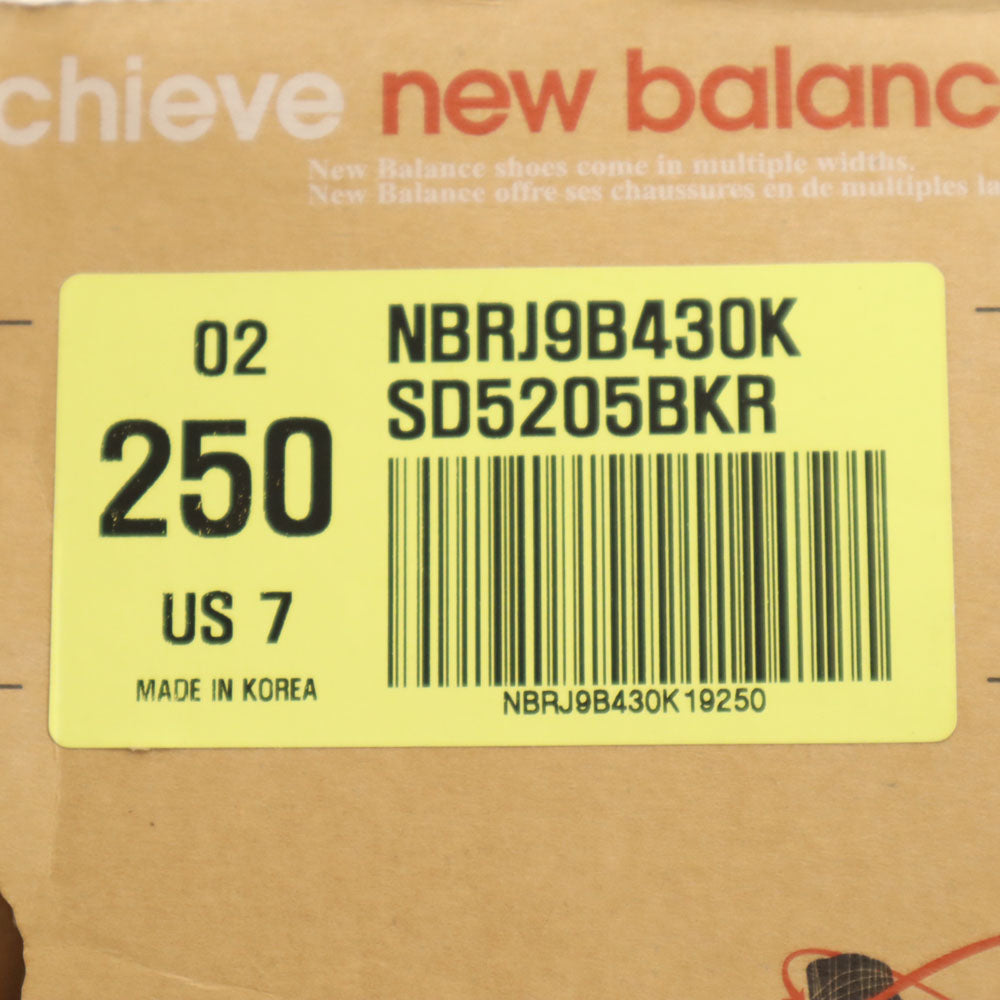 chieve new balanc
New Balance shoes come in multiple widths.
New Balance offre ses chaussures en de multiples la
02
250
US 7
MADE IN KOREA
NBRJ9B430K
SD5205BKR
NBRJ9B430K19250